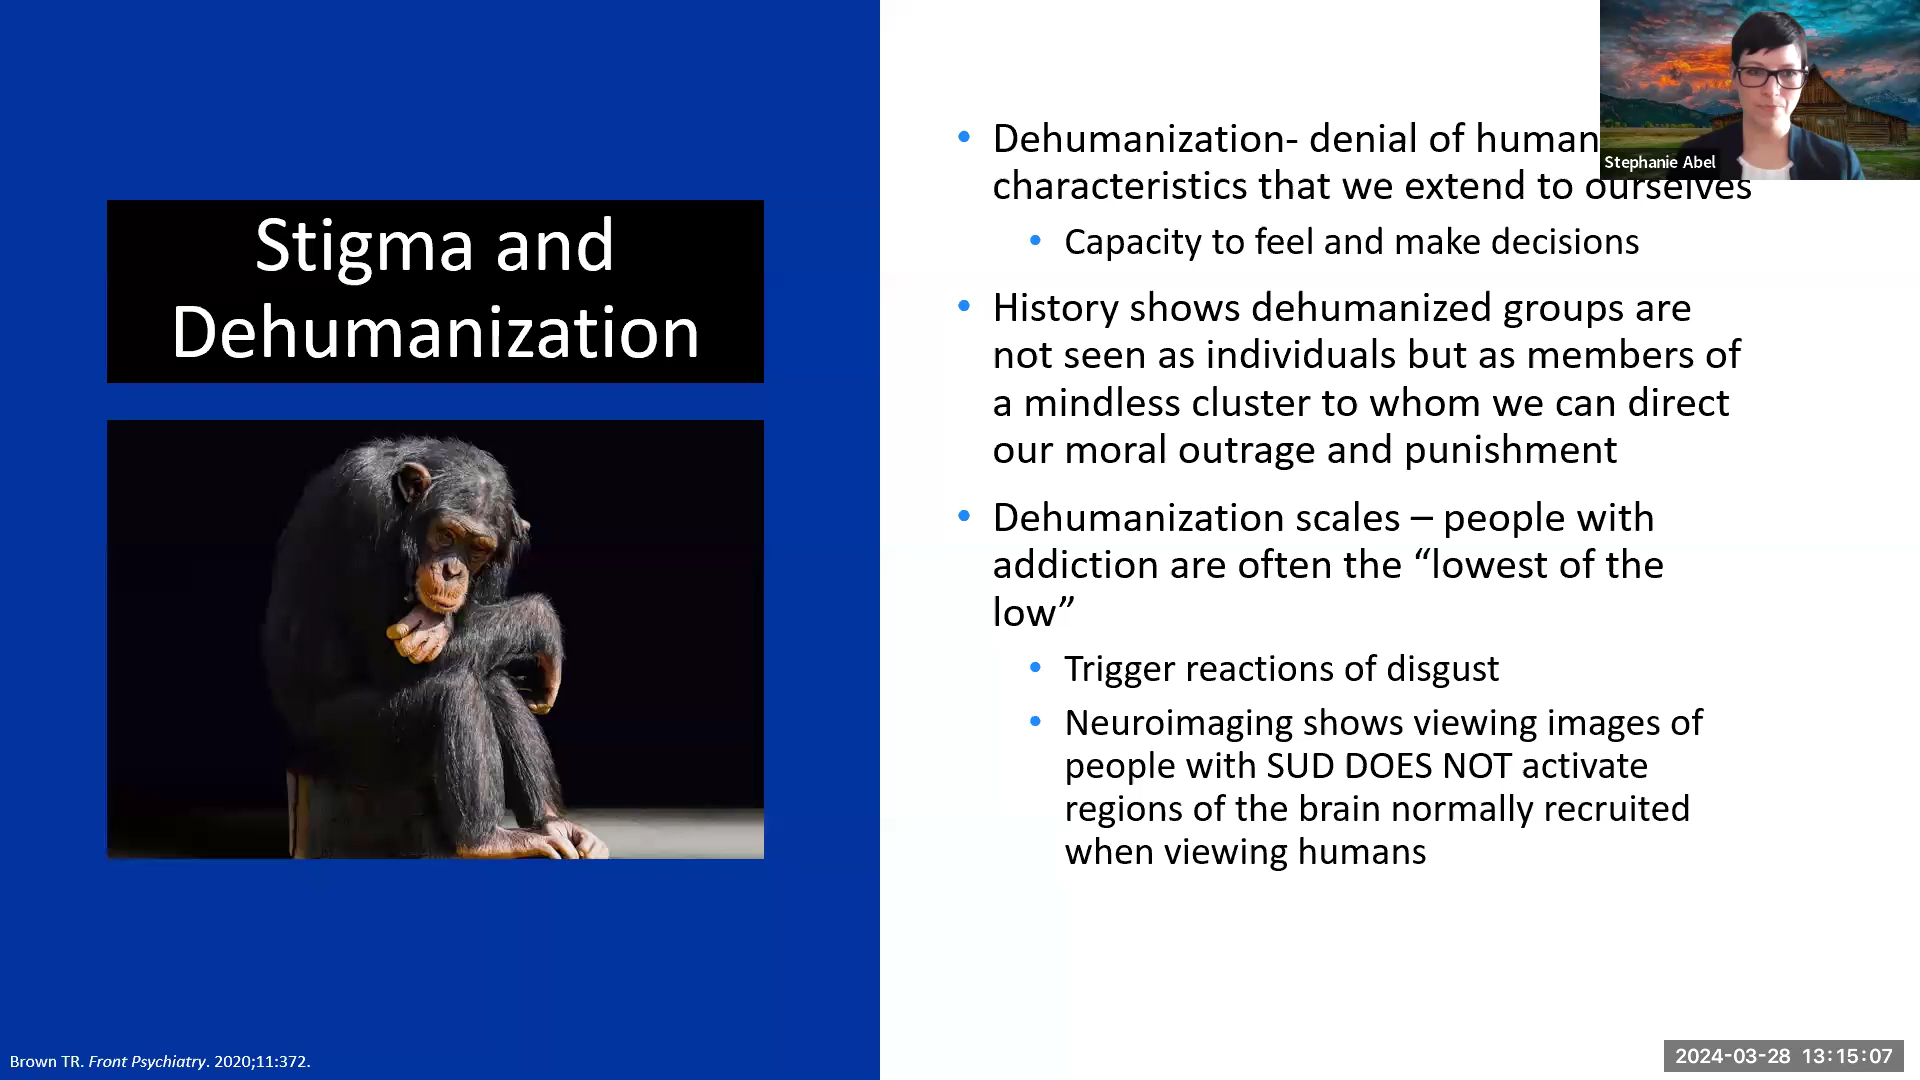 Stigma and
Dehumanization
Brown TR. Front Psychiatry. 2020;11:372.
• Dehumanization- denial of human
characteristics that we extend to ourselves
• Capacity to feel and make decisions
• History shows dehumanized groups are
not seen as individuals but as members of
a mindless cluster to whom we can direct
our moral outrage and punishment
• Dehumanization scales – people with
addiction are often the “lowest of the
low”
• Trigger reactions of disgust
• Neuroimaging shows viewing images of
people with SUD DOES NOT activate
regions of the brain normally recruited
when viewing humans
Stephanie Abel
2024-03-28 13:15:07